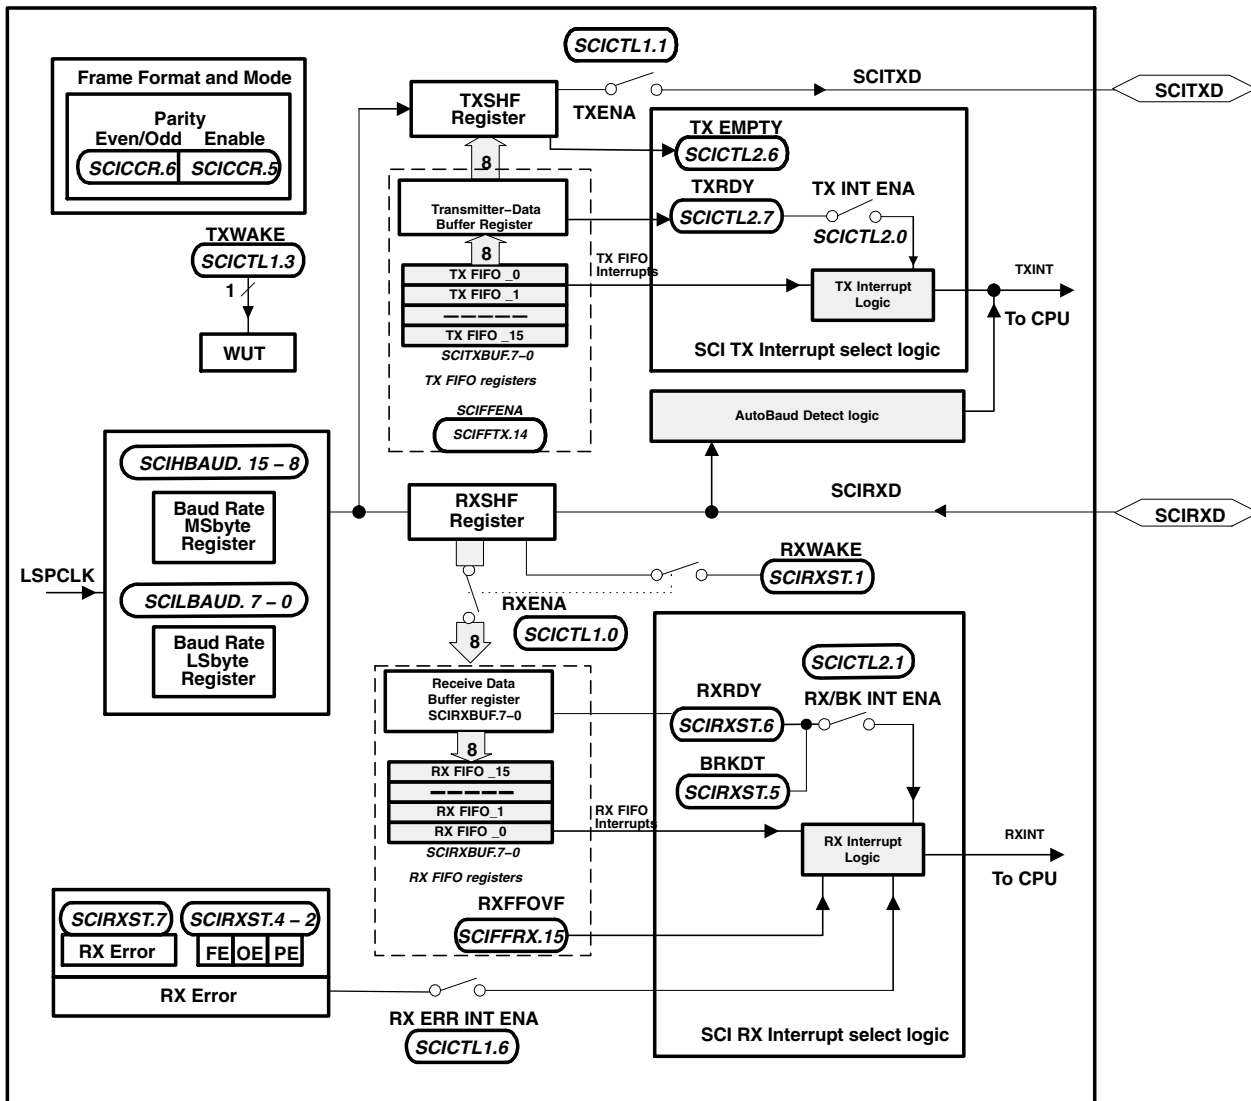 SCICTL1.1
Frame Format and Mode
Parity
Even/Odd Enable
SCICCR.6 SCICCR.5
TXSHF
Register
TXENA
SCITXD
SCITXD
TX EMPTY
SCICTL2.6
8
Transmitter–Data
Buffer Register
TXRDY
SCICTL2.7
TX INT ENA
SCICTL2.0
TXWAKE
SCICTL1.3
1
WUT
8
TX FIFO _0
TX FIFO _1
– – – – –
TX FIFO _15
SCITXBUF.7–0
TX FIFO registers
SCIFFENA
SCIFFTX.14
TX FIFO
Interrupts
TX Interrupt
Logic
TXINT
To CPU
SCI TX Interrupt select logic
AutoBaud Detect logic
SCIHBAUD. 15 – 8
Baud Rate
MSbyte
Register
LSPCLK
SCILBAUD. 7 – 0
Baud Rate
LSbyte
Register
RXSHF
Register
SCIRXD
SCIRXD
RXWAKE
SCIRXST.1
RXENA
SCICTL1.0
8
Receive Data
Buffer register
SCIRXBUF.7–0
8
RX FIFO _15
– – – – –
RX FIFO_1
RX FIFO _0
SCIRXBUF.7–0
RX FIFO registers
RXFFOVF
SCIFFRX.15
RX FIFO
Interrupts
SCICTL2.1
RXRDY
SCIRXST.6
RX/BK INT ENA
BRKDT
SCIRXST.5
RX Interrupt
Logic
RXINT
To CPU
SCI RX Interrupt select logic
SCIRXST.7 SCIRXST.4 – 2
RX Error FE OE PE
RX Error
RX ERR INT ENA
SCICTL1.6